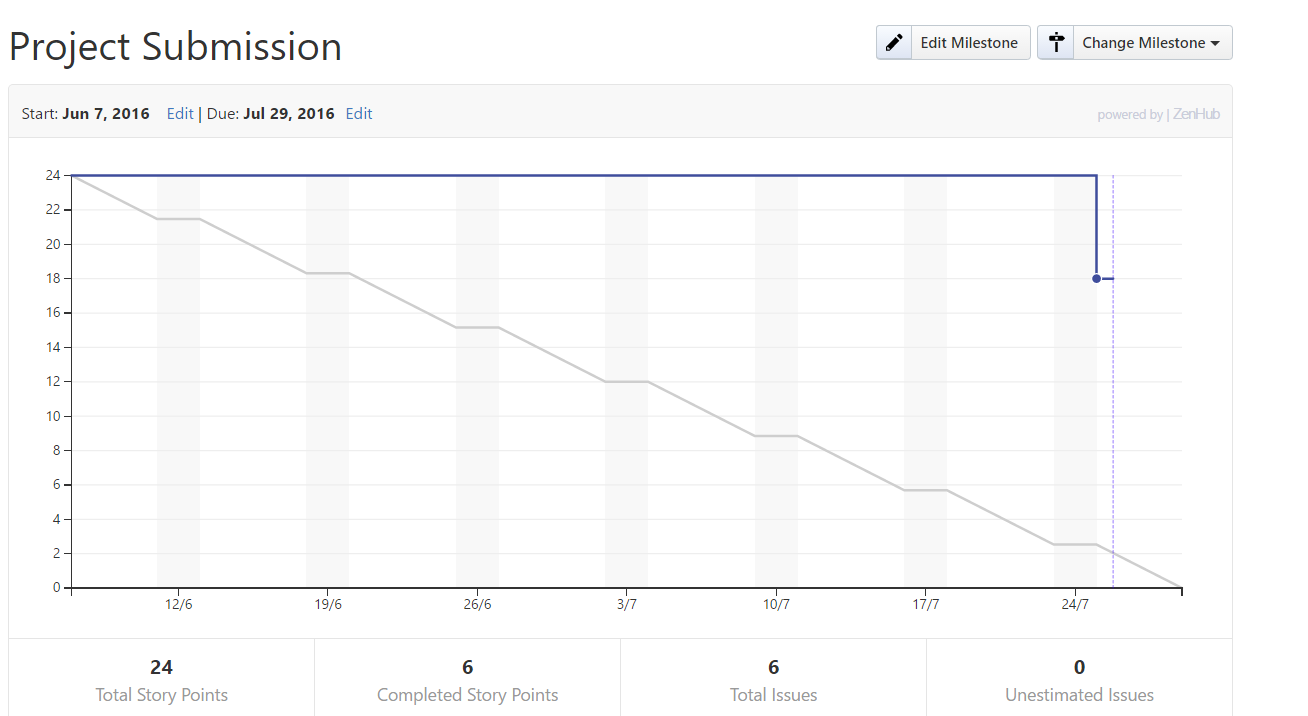 Project Submission
Edit Milestone
Change Milestone
Start: Jun 7, 2016 Edit | Due: Jul 29, 2016 Edit
powered by | ZenHub
24
22
20
18
16
14
12
10
8
6
4
2
0
12/6 19/6 26/6 3/7 10/7 17/7 24/7
24 6 6 0
Total Story Points Completed Story Points Total Issues Unestimated Issues